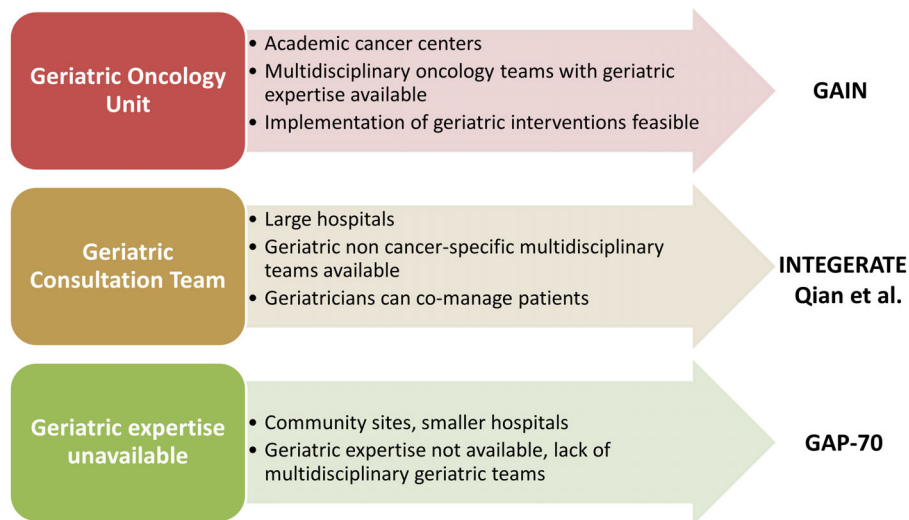 Geriatric Oncology
Unit
• Academic cancer centers
• Multidisciplinary oncology teams with geriatric
expertise available
• Implementation of geriatric interventions feasible
GAIN
Geriatric
Consultation Team
• Large hospitals
• Geriatric non cancer-specific multidisciplinary
teams available
• Geriatricians can co-manage patients
INTEGERATE
Qian et al.
Geriatric expertise
unavailable
• Community sites, smaller hospitals
• Geriatric expertise not available, lack of
multidisciplinary geriatric teams
GAP-70